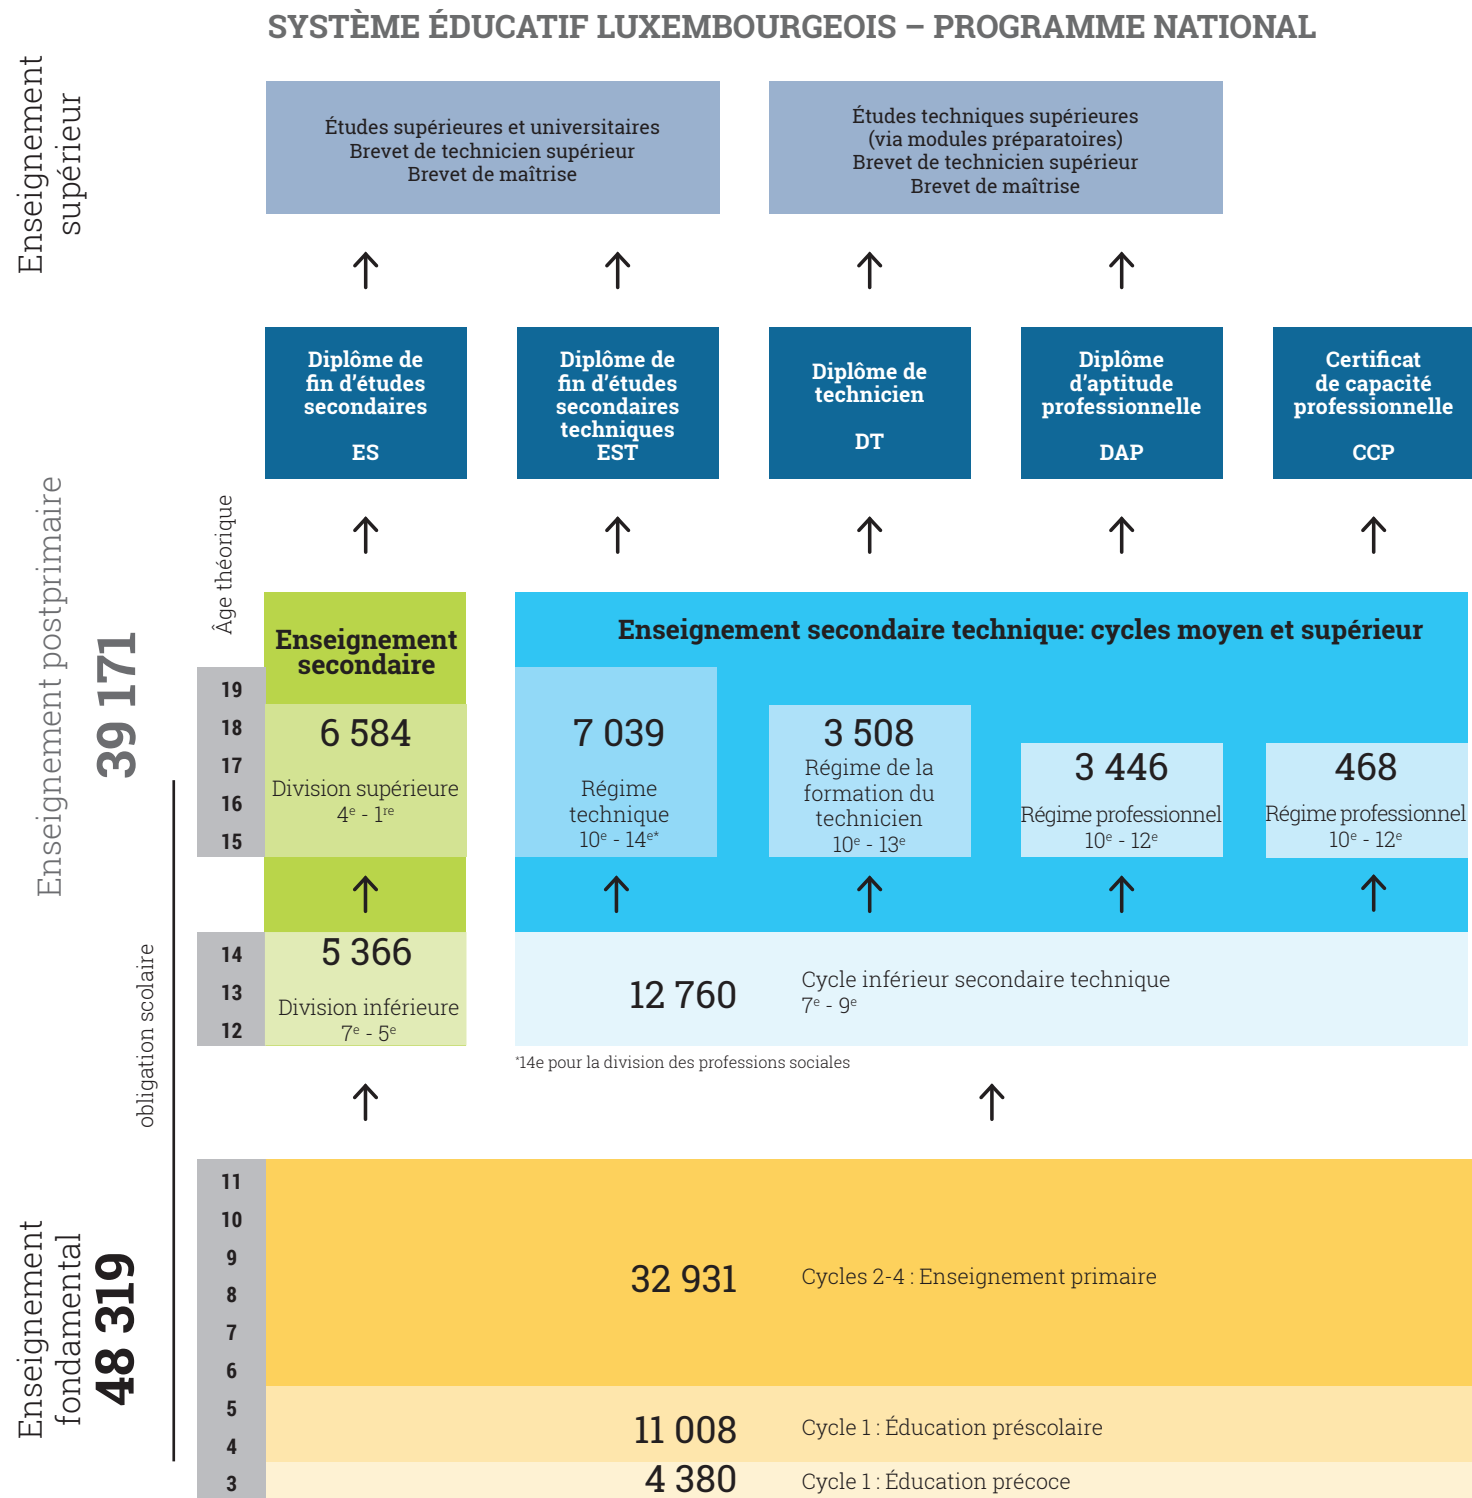 SYSTÈME ÉDUCATIF LUXEMBOURGEOIS – PROGRAMME NATIONAL
Enseignement
supérieur
Études supérieures et universitaires
Brevet de technicien supérieur
Brevet de maîtrise
Études techniques supérieures
(via modules préparatoires)
Brevet de technicien supérieur
Brevet de maîtrise
Diplôme de
fin d'études
secondaires
ES
Diplôme de
fin d'études
secondaires
techniques
EST
Diplôme de
technicien
DT
Diplôme
d'aptitude
professionnelle
DAP
Certificat
de capacité
professionnelle
CCP
Enseignement postprimaire
39 171
Âge théorique
Enseignement
secondaire
Enseignement secondaire technique: cycles moyen et supérieur
19
18
17
16
15
6 584
Division supérieure
4e - 1re
7 039
Régime
technique
10e - 14e*
3 508
Régime de la
formation du
technicien
10e - 13e
3 446
Régime professionnel
10e - 12e
468
Régime professionnel
10e - 12e
obligation scolaire
14
13
12
5 366
Division inférieure
7e - 5e
12 760
Cycle inférieur secondaire technique
7e - 9e
*14e pour la division des professions sociales
Enseignement
fondamental
48 319
11
10
9
8
7
6
32 931
Cycles 2-4 : Enseignement primaire
5
4
11 008
Cycle 1 : Éducation préscolaire
3
4 380
Cycle 1 : Éducation précoce